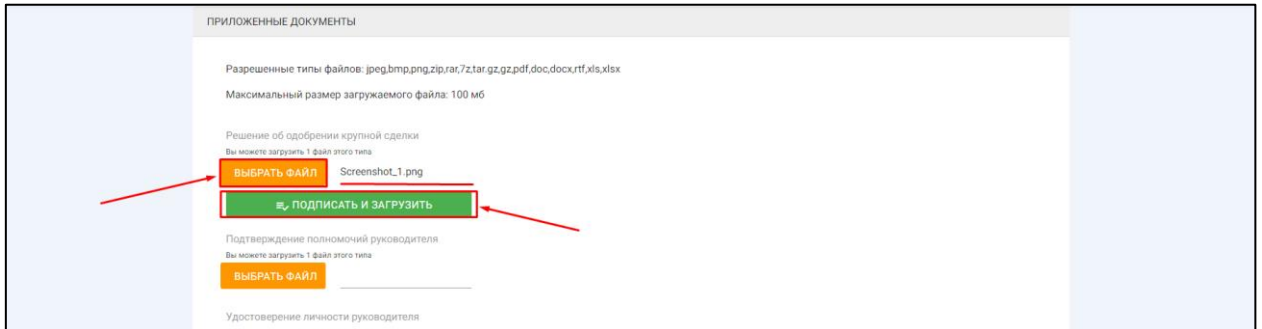 ПРИЛОЖЕННЫЕ ДОКУМЕНТЫ
Разрешенные типы файлов: jpeg,bmp,png,zip,rar,7z,tar.gz,gz,pdf,doc,docx,rtf,xls,xlsx
Максимальный размер загружаемого файла: 100 мб
Решение об одобрении крупной сделки
Вы можете загрузить 1 файл этого типа
ВЫБРАТЬ ФАЙЛ Screenshot_1.png
ПОДПИСАТЬ И ЗАГРУЗИТЬ
Подтверждение полномочий руководителя
Вы можете загрузить 1 файл этого типа
ВЫБРАТЬ ФАЙЛ
Удостоверение личности руководителя